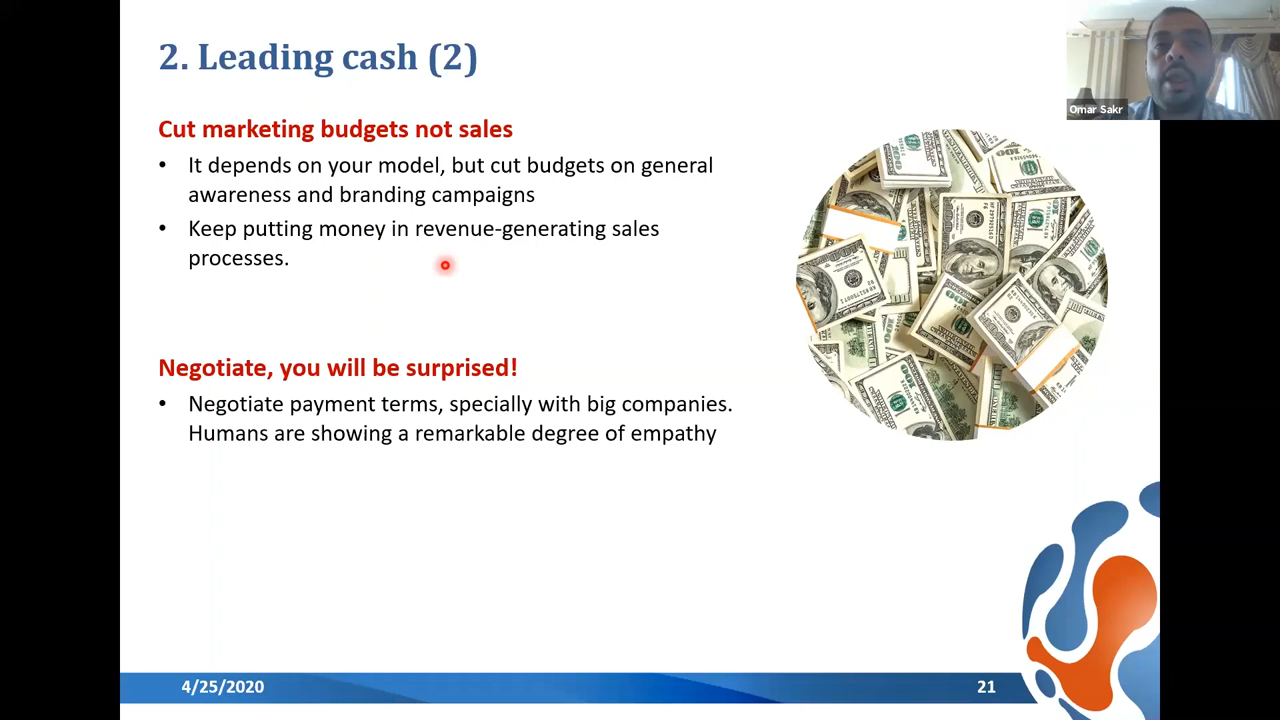 2. Leading cash (2)
Omar Sakr
Cut marketing budgets not sales
• It depends on your model, but cut budgets on general
awareness and branding campaigns
• Keep putting money in revenue-generating sales
processes.
Negotiate, you will be surprised!
• Negotiate payment terms, specially with big companies.
Humans are showing a remarkable degree of empathy
4/25/2020
21